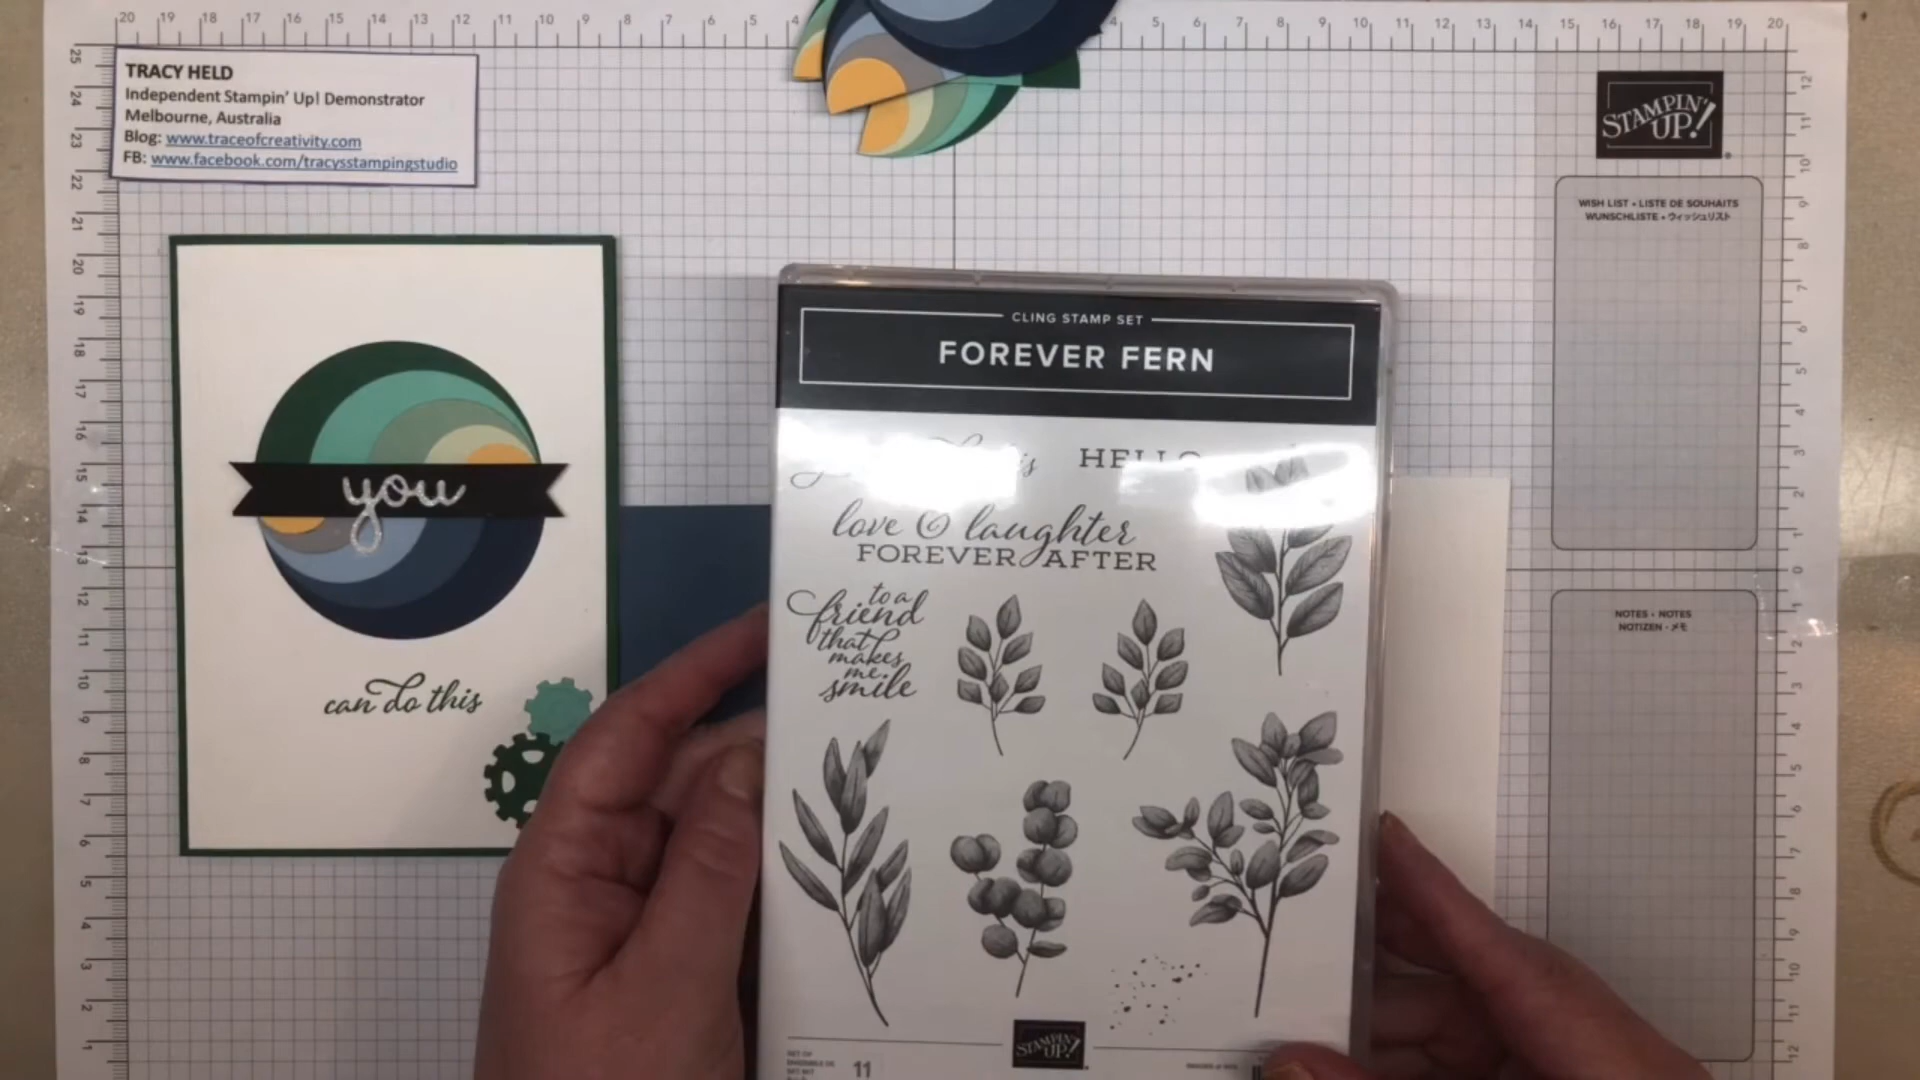 TRACY HELD
Independent Stampin' Up! Demonstrator
Melbourne, Australia
Blog: www.traceofcreativity.com
FB: www.facebook.com/tracysstampingstudio
STAMPIN' UP!
WISH LIST • LISTE DE SOUHAITS
WUNSCHLISTE • ウィッシュリスト
NOTES • NOTES
NOTIZEN • メモ
you
can do this
CLING STAMP SET
FOREVER FERN
HELLO
love & laughter
FOREVER AFTER
to a
friend
that
makes
me
smile
STAMPIN' UP!
11